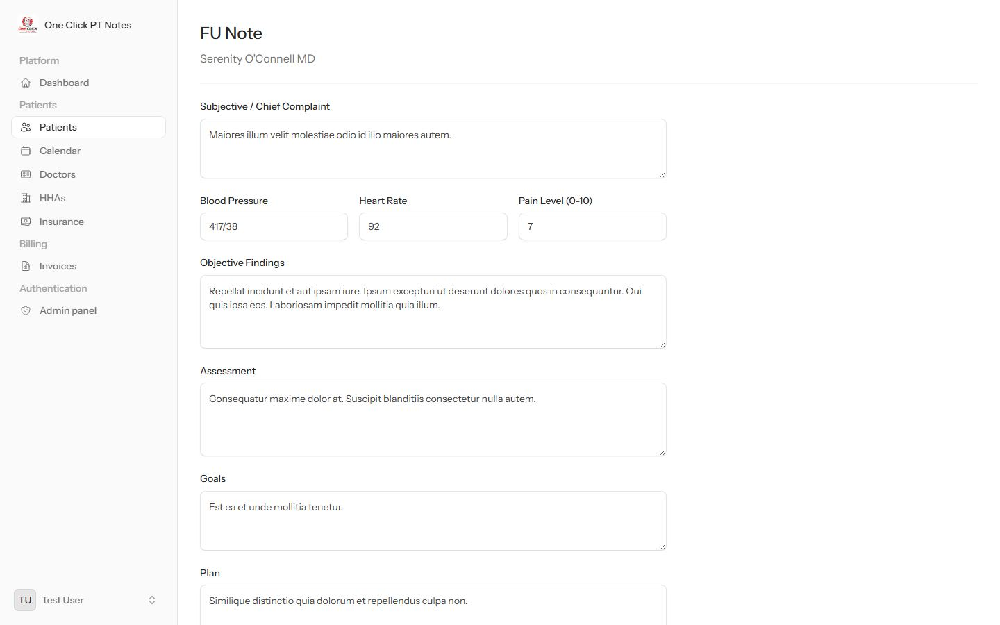 One Click PT Notes
Platform
Dashboard
Patients
Patients
Calendar
Doctors
HHAs
Insurance
Billing
Invoices
Authentication
Admin panel
TU Test User
FU Note
Serenity O'Connell MD
Subjective / Chief Complaint
Maiores illum velit molestiae odio id illo maiores autem.
Blood Pressure Heart Rate Pain Level (0-10)
417/38 92 7
Objective Findings
Repellat incidunt et aut ipsam iure. Ipsum excepturi ut deserunt dolores quos in consequuntur. Qui
quis ipsa eos. Laboriosam impedit mollitia quia illum.
Assessment
Consequatur maxime dolor at. Suscipit blanditiis consectetur nulla autem.
Goals
Est ea et unde mollitia tenetur.
Plan
Similique distinctio quia dolorum et repellendus culpa non.